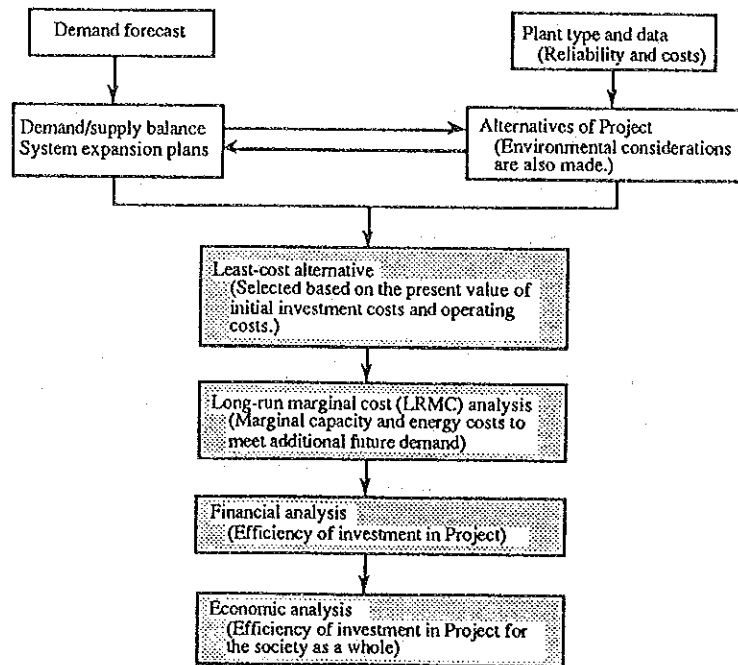 Demand forecast
Plant type and data
(Reliability and costs)
Demand/supply balance
System expansion plans
Alternatives of Project
(Environmental considerations
are also made.)
Least-cost alternative
(Selected based on the present value of
initial investment costs and operating
costs.)
Long-run marginal cost (LRMC) analysis
(Marginal capacity and energy costs to
meet additional future demand)
Financial analysis
(Efficiency of investment in Project)
Economic analysis
(Efficiency of investment in Project for
the society as a whole)